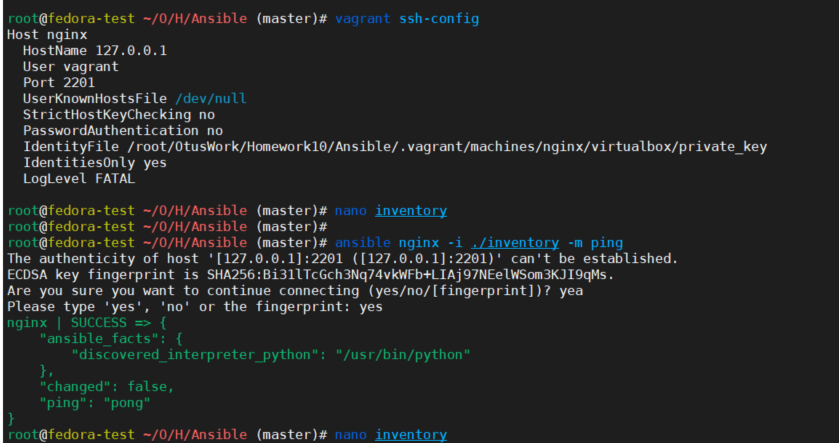 root@fedora-test ~/O/H/Ansible (master)# vagrant ssh-config
Host nginx
  HostName 127.0.0.1
  User vagrant
  Port 2201
  UserKnownHostsFile /dev/null
  StrictHostKeyChecking no
  PasswordAuthentication no
  IdentityFile /root/OtusWork/Homework10/Ansible/.vagrant/machines/nginx/virtualbox/private_key
  IdentitiesOnly yes
  LogLevel FATAL

root@fedora-test ~/O/H/Ansible (master)# nano inventory
root@fedora-test ~/O/H/Ansible (master)#
root@fedora-test ~/O/H/Ansible (master)# ansible nginx -i ./inventory -m ping
The authenticity of host '[127.0.0.1]:2201 ([127.0.0.1]:2201)' can't be established.
ECDSA key fingerprint is SHA256:Bi31lTcGch3Nq74vkWFb+LIAj97NEelWSom3KJI9qMs.
Are you sure you want to continue connecting (yes/no/[fingerprint])? yea
Please type 'yes', 'no' or the fingerprint: yes
nginx | SUCCESS => {
    "ansible_facts": {
        "discovered_interpreter_python": "/usr/bin/python"
    },
    "changed": false,
    "ping": "pong"
}
root@fedora-test ~/O/H/Ansible (master)# nano inventory